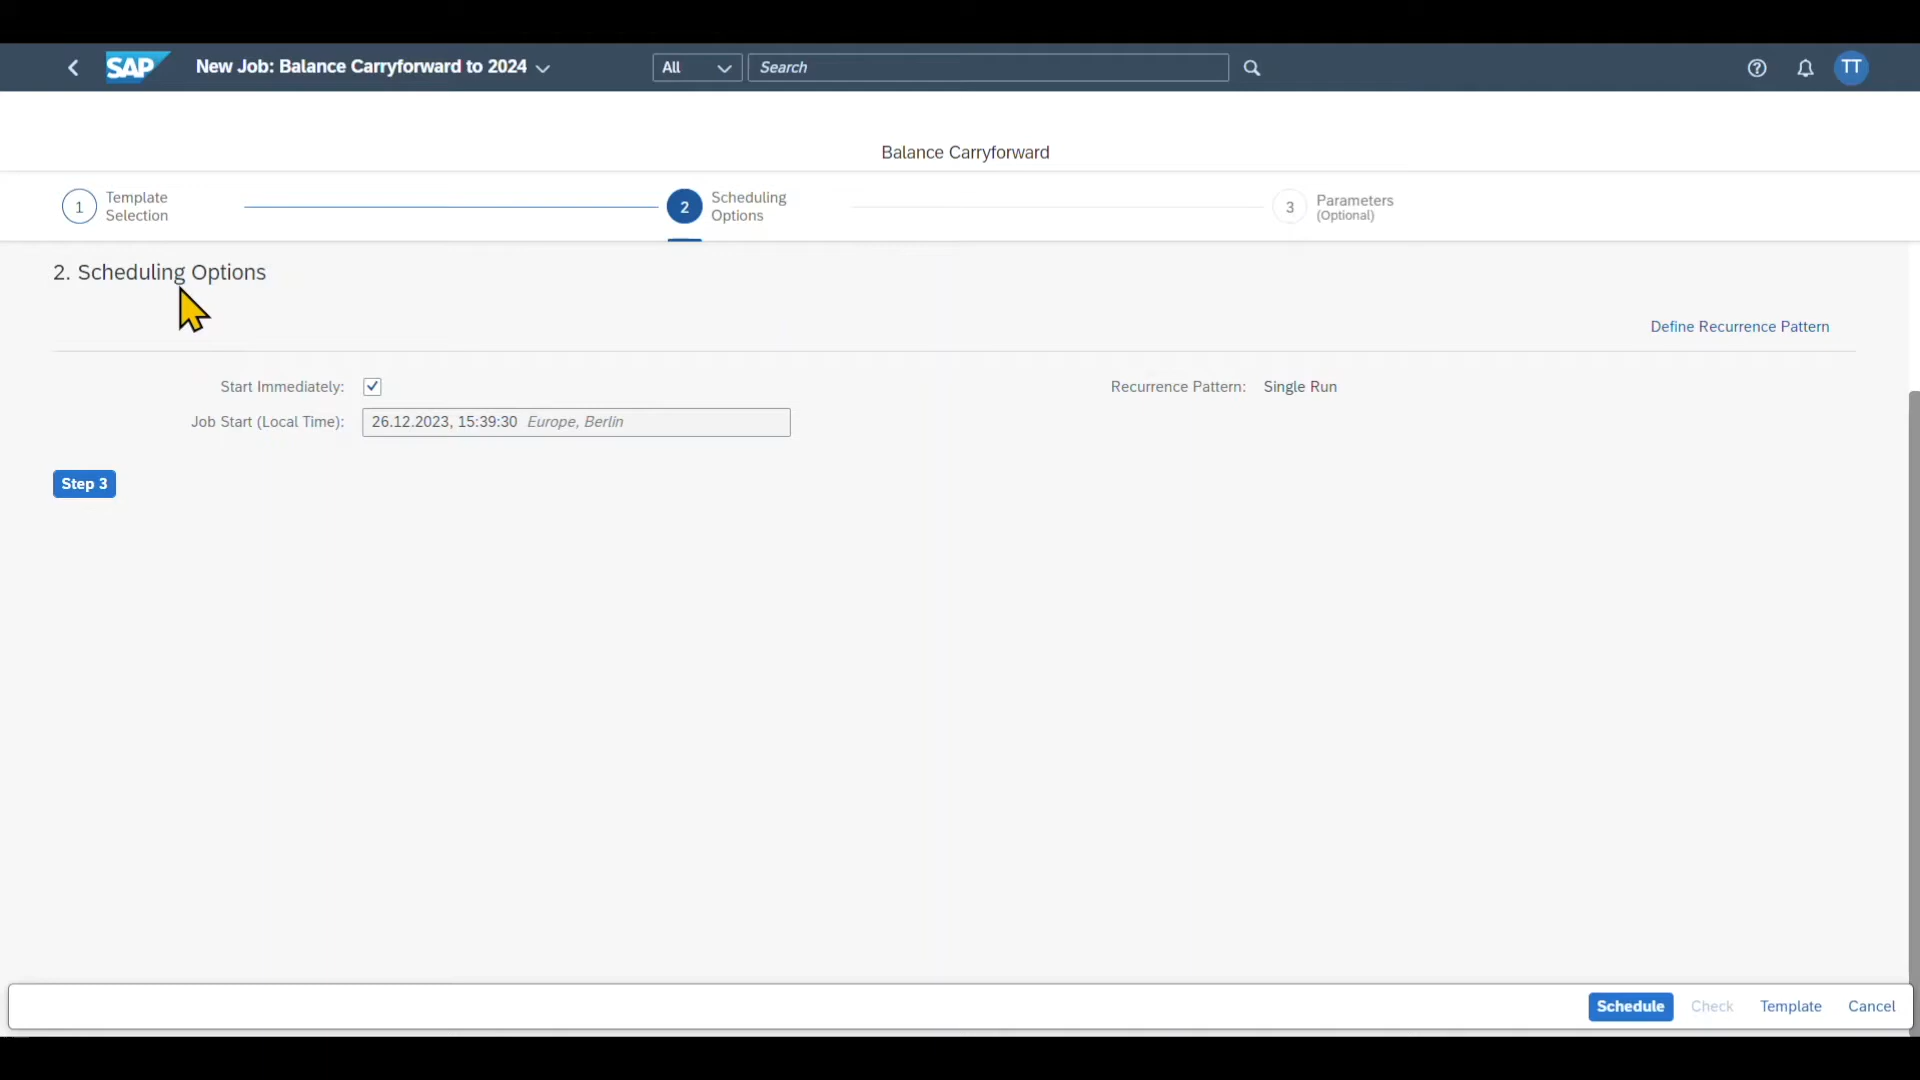 SAP
New Job: Balance Carryforward to 2024
All
Search
TT
Balance Carryforward
1
Template
Selection
2
Scheduling
Options
3
Parameters
(Optional)
2. Scheduling Options
Define Recurrence Pattern
Start Immediately:
Recurrence Pattern: Single Run
Job Start (Local Time): 26.12.2023, 15:39:30 Europe, Berlin
Step 3
Schedule Check Template Cancel